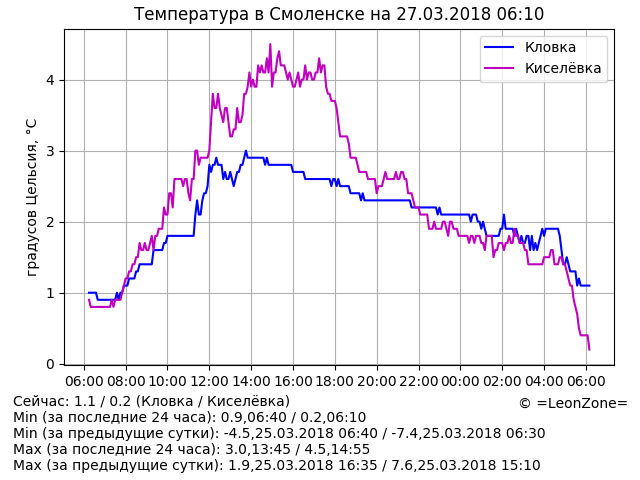 Температура в Смоленске на 27.03.2018 06:10
Кловка
Киселёвка
градусов Цельсия, °C
4
3
2
1
0
06:00 08:00 10:00 12:00 14:00 16:00 18:00 20:00 22:00 00:00 02:00 04:00 06:00
Сейчас: 1.1 / 0.2 (Кловка / Киселёвка)
© =LeonZone=
Min (за последние 24 часа): 0.9,06:40 / 0.2,06:10
Min (за предыдущие сутки): -4.5,25.03.2018 06:40 / -7.4,25.03.2018 06:30
Max (за последние 24 часа): 3.0,13:45 / 4.5,14:55
Max (за предыдущие сутки): 1.9,25.03.2018 16:35 / 7.6,25.03.2018 15:10